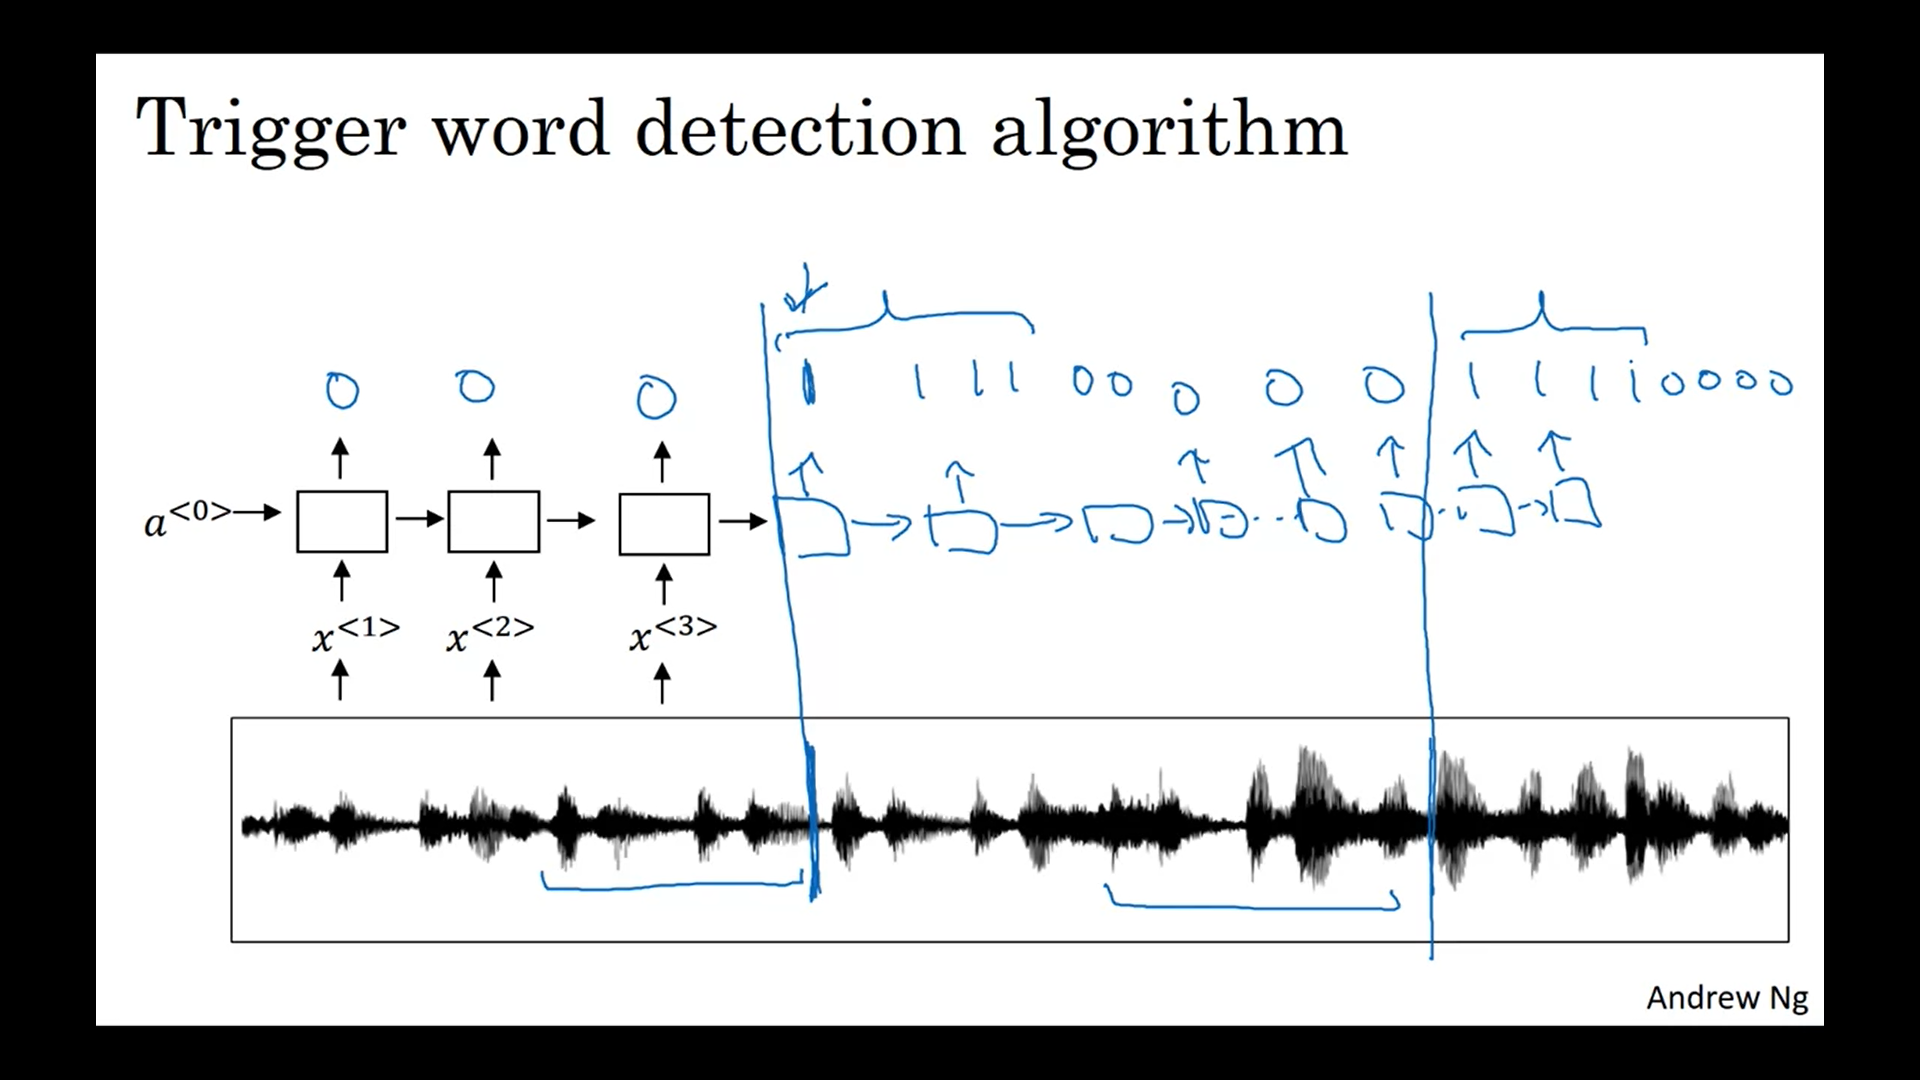 Trigger word detection algorithm
0 0 0 1 1 1 1 0 0 0 0 0 1 1 1 1 0 0 0 0
a<0>
x<1> x<2> x<3>
Andrew Ng